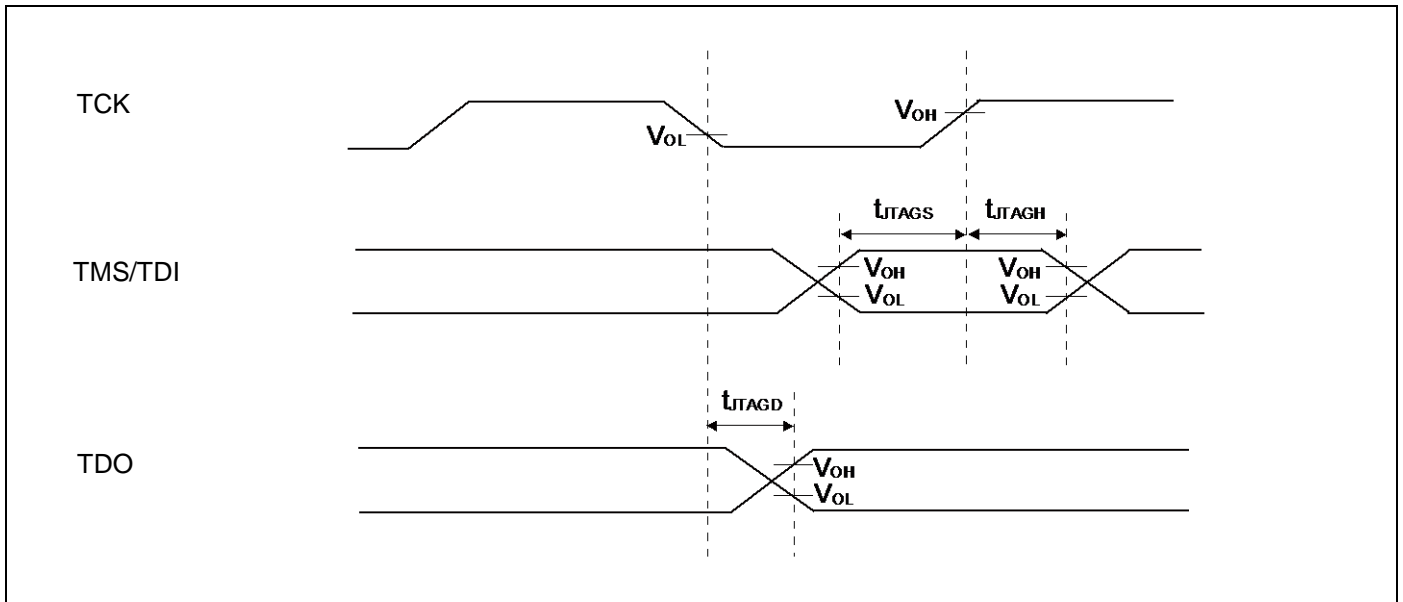 TCK
VOL
VOH
tJTAGS
tJTAGH
TMS/TDI
VOH
VOL
VOH
VOL
tJTAGD
TDO
VOH
VOL